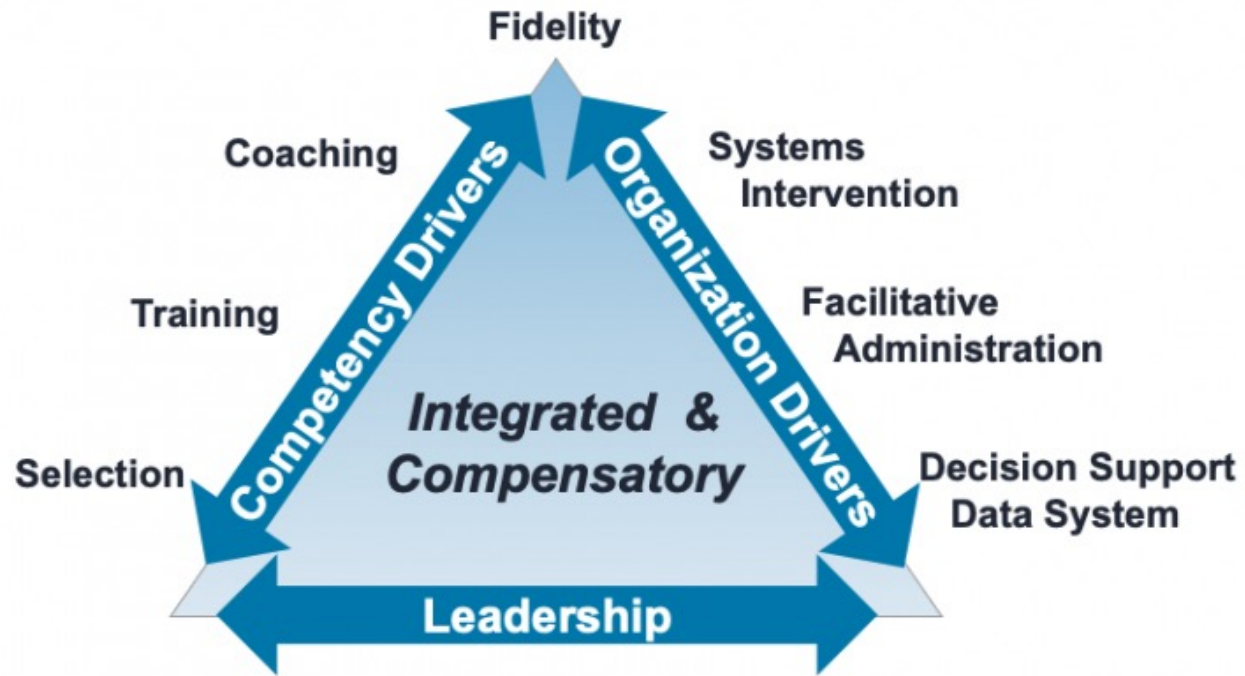 Fidelity
Coaching
Training
Selection
Competency Drivers
Integrated &
Compensatory
Organization Drivers
Systems
Intervention
Facilitative
Administration
Decision Support
Data System
Leadership